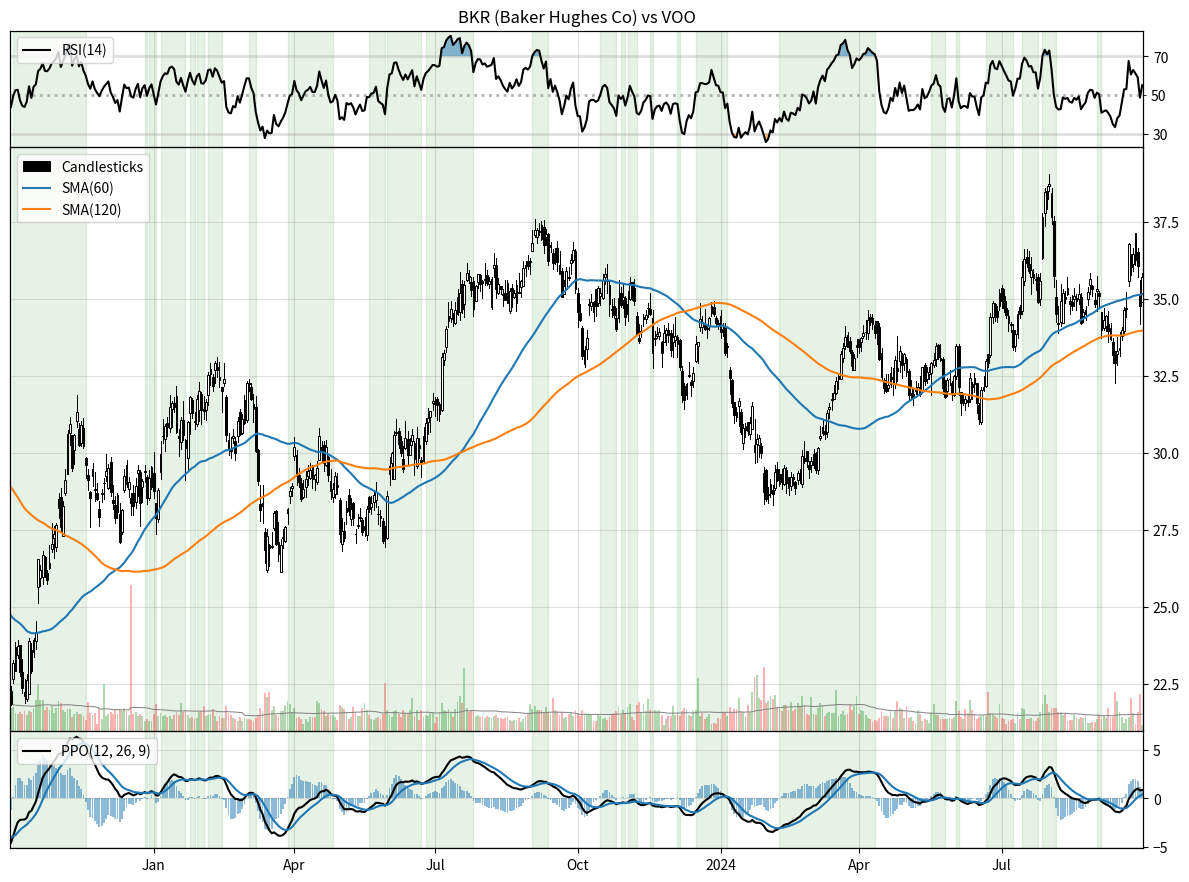 BKR (Baker Hughes Co) vs VOO
RSI(14)
70
50
30
Candlesticks
SMA(60)
SMA(120)
37.5
35.0
32.5
30.0
27.5
25.0
22.5
PPO(12, 26, 9)
5
0
−5
Jan
Apr
Jul
Oct
2024
Apr
Jul